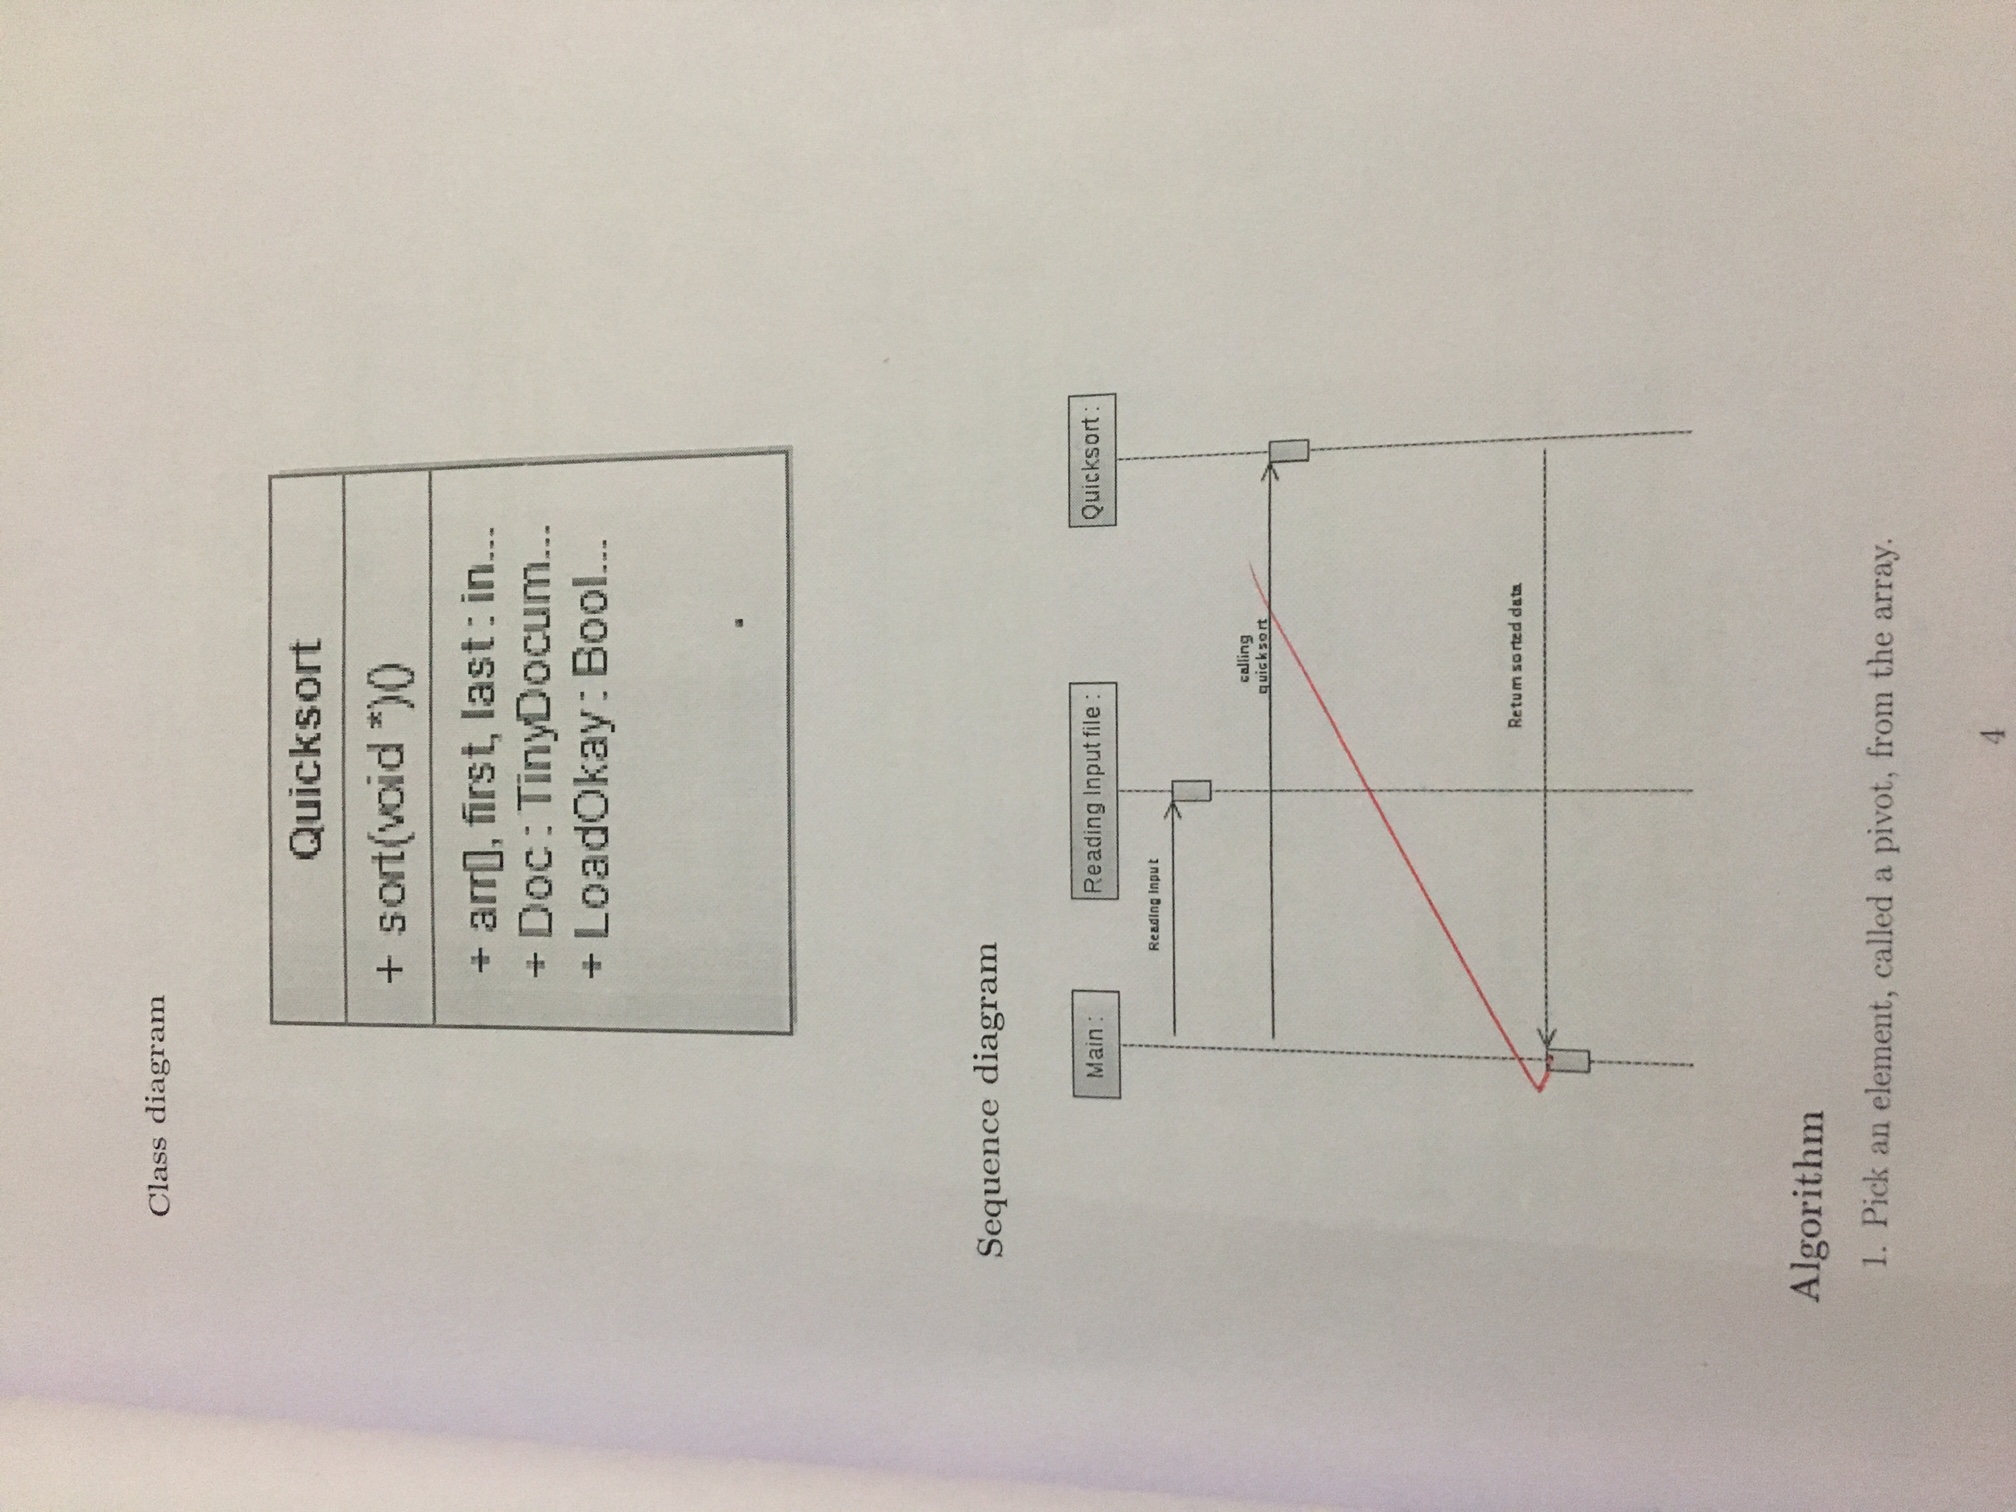 Class diagram
Quicksort
+ sort(void *)()
+ arr[], first, last : in...
+ Doc : TinyDocum...
+ LoadOkay : Bool...
Sequence diagram
Main :
Reading Input file :
Quicksort :
Reading Input
calling
quicksort
Return sorted data
Algorithm
1. Pick an element, called a pivot, from the array.
4